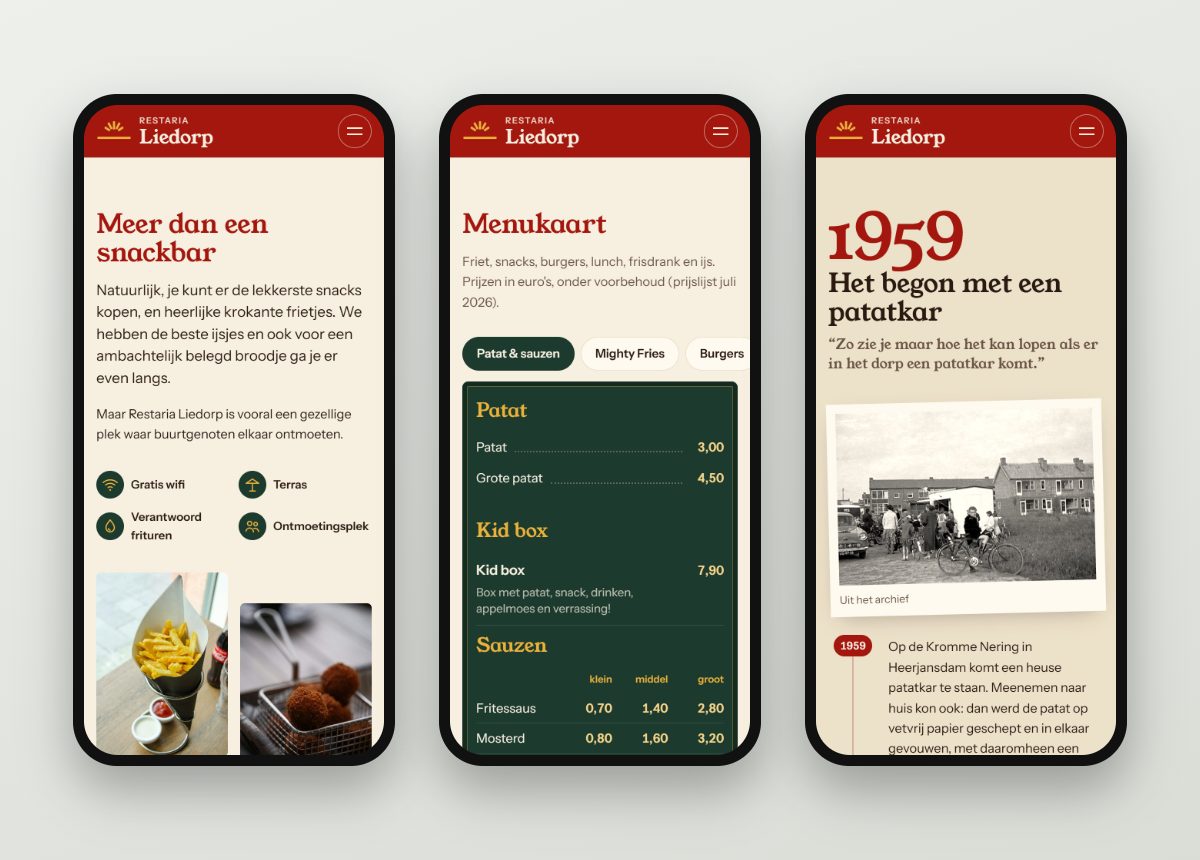 RESTARIA
Liedorp
Meer dan een
snackbar
Natuurlijk, je kunt er de lekkerste snacks
kopen, en heerlijke krokante frietjes. We
hebben de beste ijsjes en ook voor een
ambachtelijk belegd broodje ga je er
even langs.
Maar Restaria Liedorp is vooral een gezellige
plek waar buurtgenoten elkaar ontmoeten.
Gratis wifi
Terras
Verantwoord
frituren
Ontmoetingsplek
RESTARIA
Liedorp
Menukaart
Friet, snacks, burgers, lunch, frisdrank en ijs.
Prijzen in euro's, onder voorbehoud (prijslijst juli
2026).
Patat & sauzen
Mighty Fries
Burgers
Patat
Patat 3,00
Grote patat 4,50
Kid box
Kid box 7,90
Box met patat, snack, drinken,
appelmoes en verrassing!
Sauzen
klein middel groot
Fritessaus 0,70 1,40 2,80
Mosterd 0,80 1,60 3,20
RESTARIA
Liedorp
1959
Het begon met een
patatkar
“Zo zie je maar hoe het kan lopen als er
in het dorp een patatkar komt.”
Uit het archief
1959
Op de Kromme Nering in
Heerjansdam komt een heuse
patatkar te staan. Meenemen naar
huis kon ook: dan werd de patat op
vetvrij papier geschept en in elkaar
gevouwen, met daaromheen een